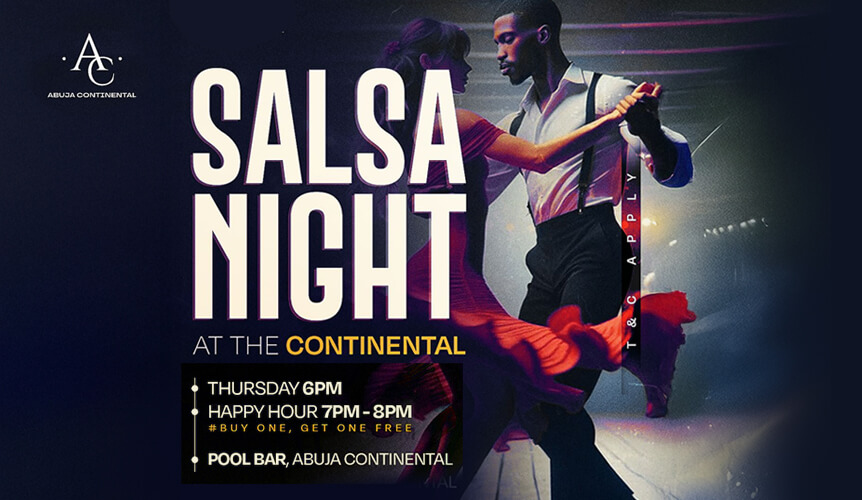 AC
ABUJA CONTINENTAL
SALSA
NIGHT
AT THE CONTINENTAL
THURSDAY 6PM
HAPPY HOUR 7PM - 8PM
#BUY ONE, GET ONE FREE
POOL BAR, ABUJA CONTINENTAL
T&C APPLY